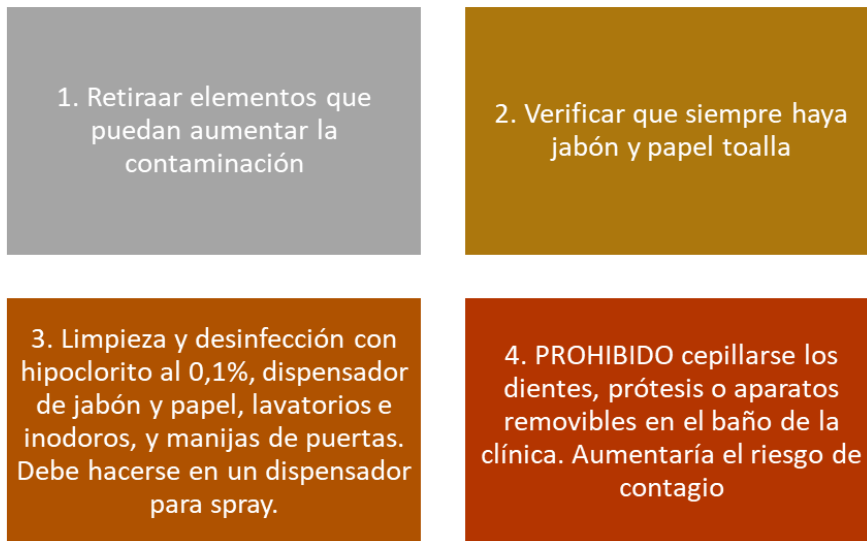 1. Retiraar elementos que
puedan aumentar la
contaminación
2. Verificar que siempre haya
jabón y papel toalla
3. Limpieza y desinfección con
hipoclorito al 0,1%, dispensador
de jabón y papel, lavatorios e
inodoros, y manijas de puertas.
Debe hacerse en un dispensador
para spray.
4. PROHIBIDO cepillarse los
dientes, prótesis o aparatos
removibles en el baño de la
clínica. Aumentaría el riesgo de
contagio